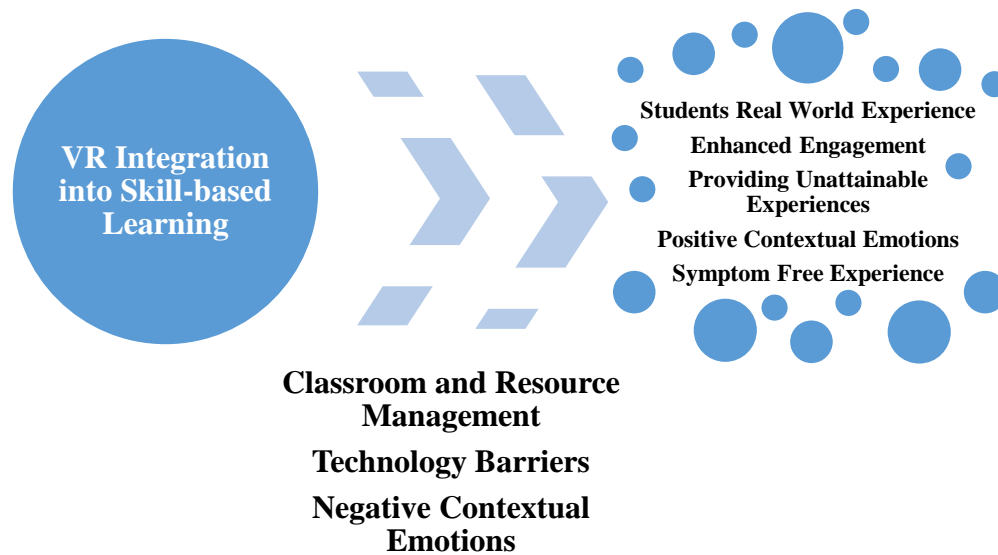 VR Integration
into Skill-based
Learning
Students Real World Experience
Enhanced Engagement
Providing Unattainable
Experiences
Positive Contextual Emotions
Symptom Free Experience
Classroom and Resource
Management
Technology Barriers
Negative Contextual
Emotions